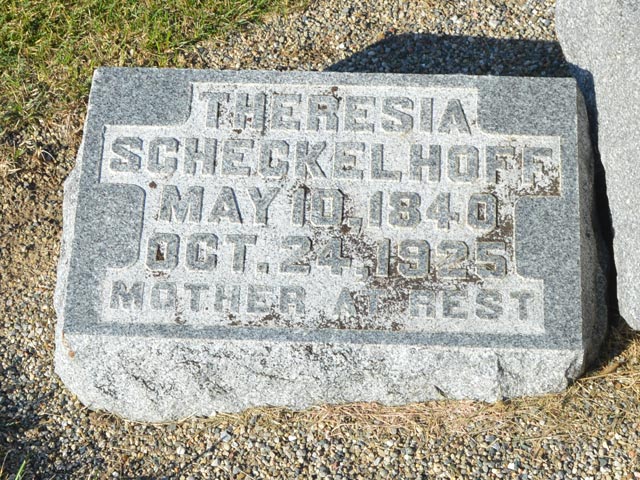 THERESIA
SCHECKELHOFF
MAY 10, 1840
OCT. 24, 1925
MOTHER AT REST